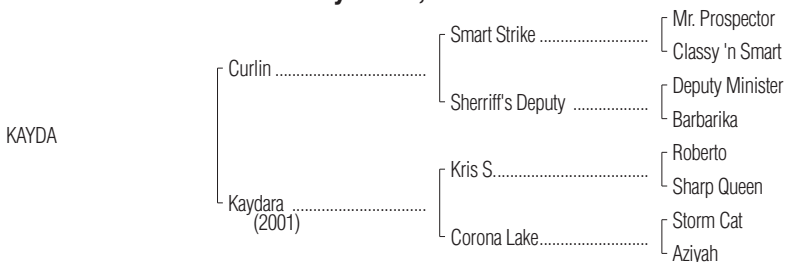 Mr. Prospector
Smart Strike ..........................
Classy 'n Smart
Curlin ....................................
Deputy Minister
Sherriff's Deputy ..................
Barbarika
KAYDA
Roberto
Kris S....................................
Sharp Queen
Kaydara ................................
(2001)
Storm Cat
Corona Lake..........................
Aziyah